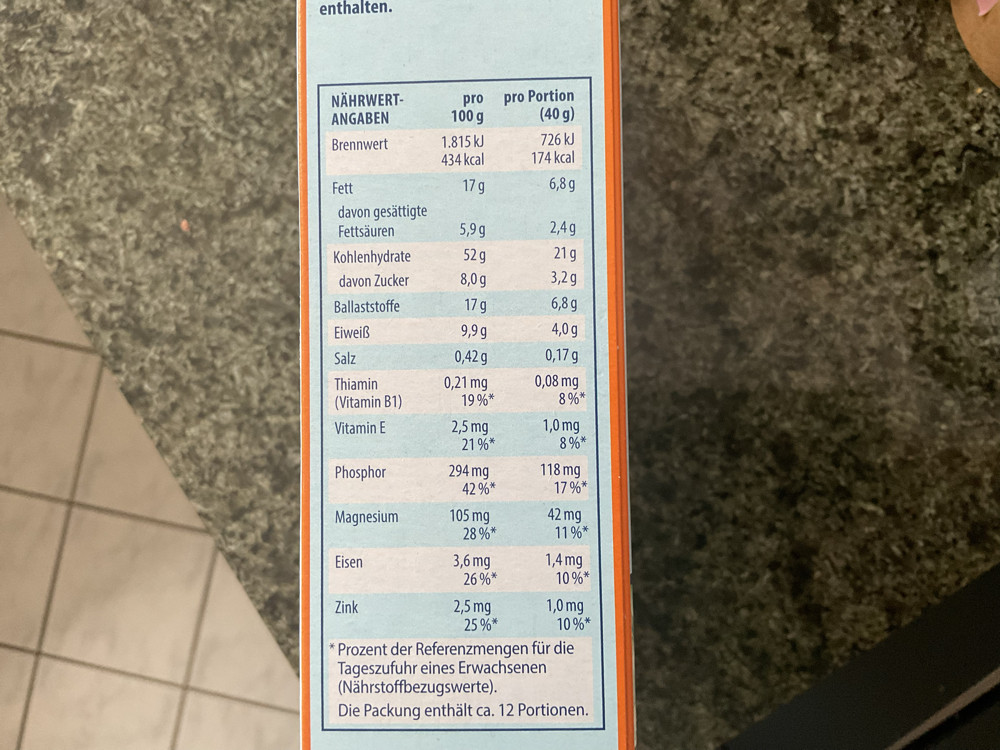 enthalten.
NÄHRWERT- pro pro Portion
ANGABEN 100 g (40 g)
Brennwert 1.815 kJ 726 kJ
434 kcal 174 kcal
Fett 17 g 6,8 g
davon gesättigte
Fettsäuren 5,9 g 2,4 g
Kohlenhydrate 52 g 21 g
davon Zucker 8,0 g 3,2 g
Ballaststoffe 17 g 6,8 g
Eiweiß 9,9 g 4,0 g
Salz 0,42 g 0,17 g
Thiamin 0,21 mg 0,08 mg
(Vitamin B1) 19 %* 8 %*
Vitamin E 2,5 mg 1,0 mg
21 %* 8 %*
Phosphor 294 mg 118 mg
42 %* 17 %*
Magnesium 105 mg 42 mg
28 %* 11 %*
Eisen 3,6 mg 1,4 mg
26 %* 10 %*
Zink 2,5 mg 1,0 mg
25 %* 10 %*
* Prozent der Referenzmengen für die
Tageszufuhr eines Erwachsenen
(Nährstoffbezugswerte).
Die Packung enthält ca. 12 Portionen.